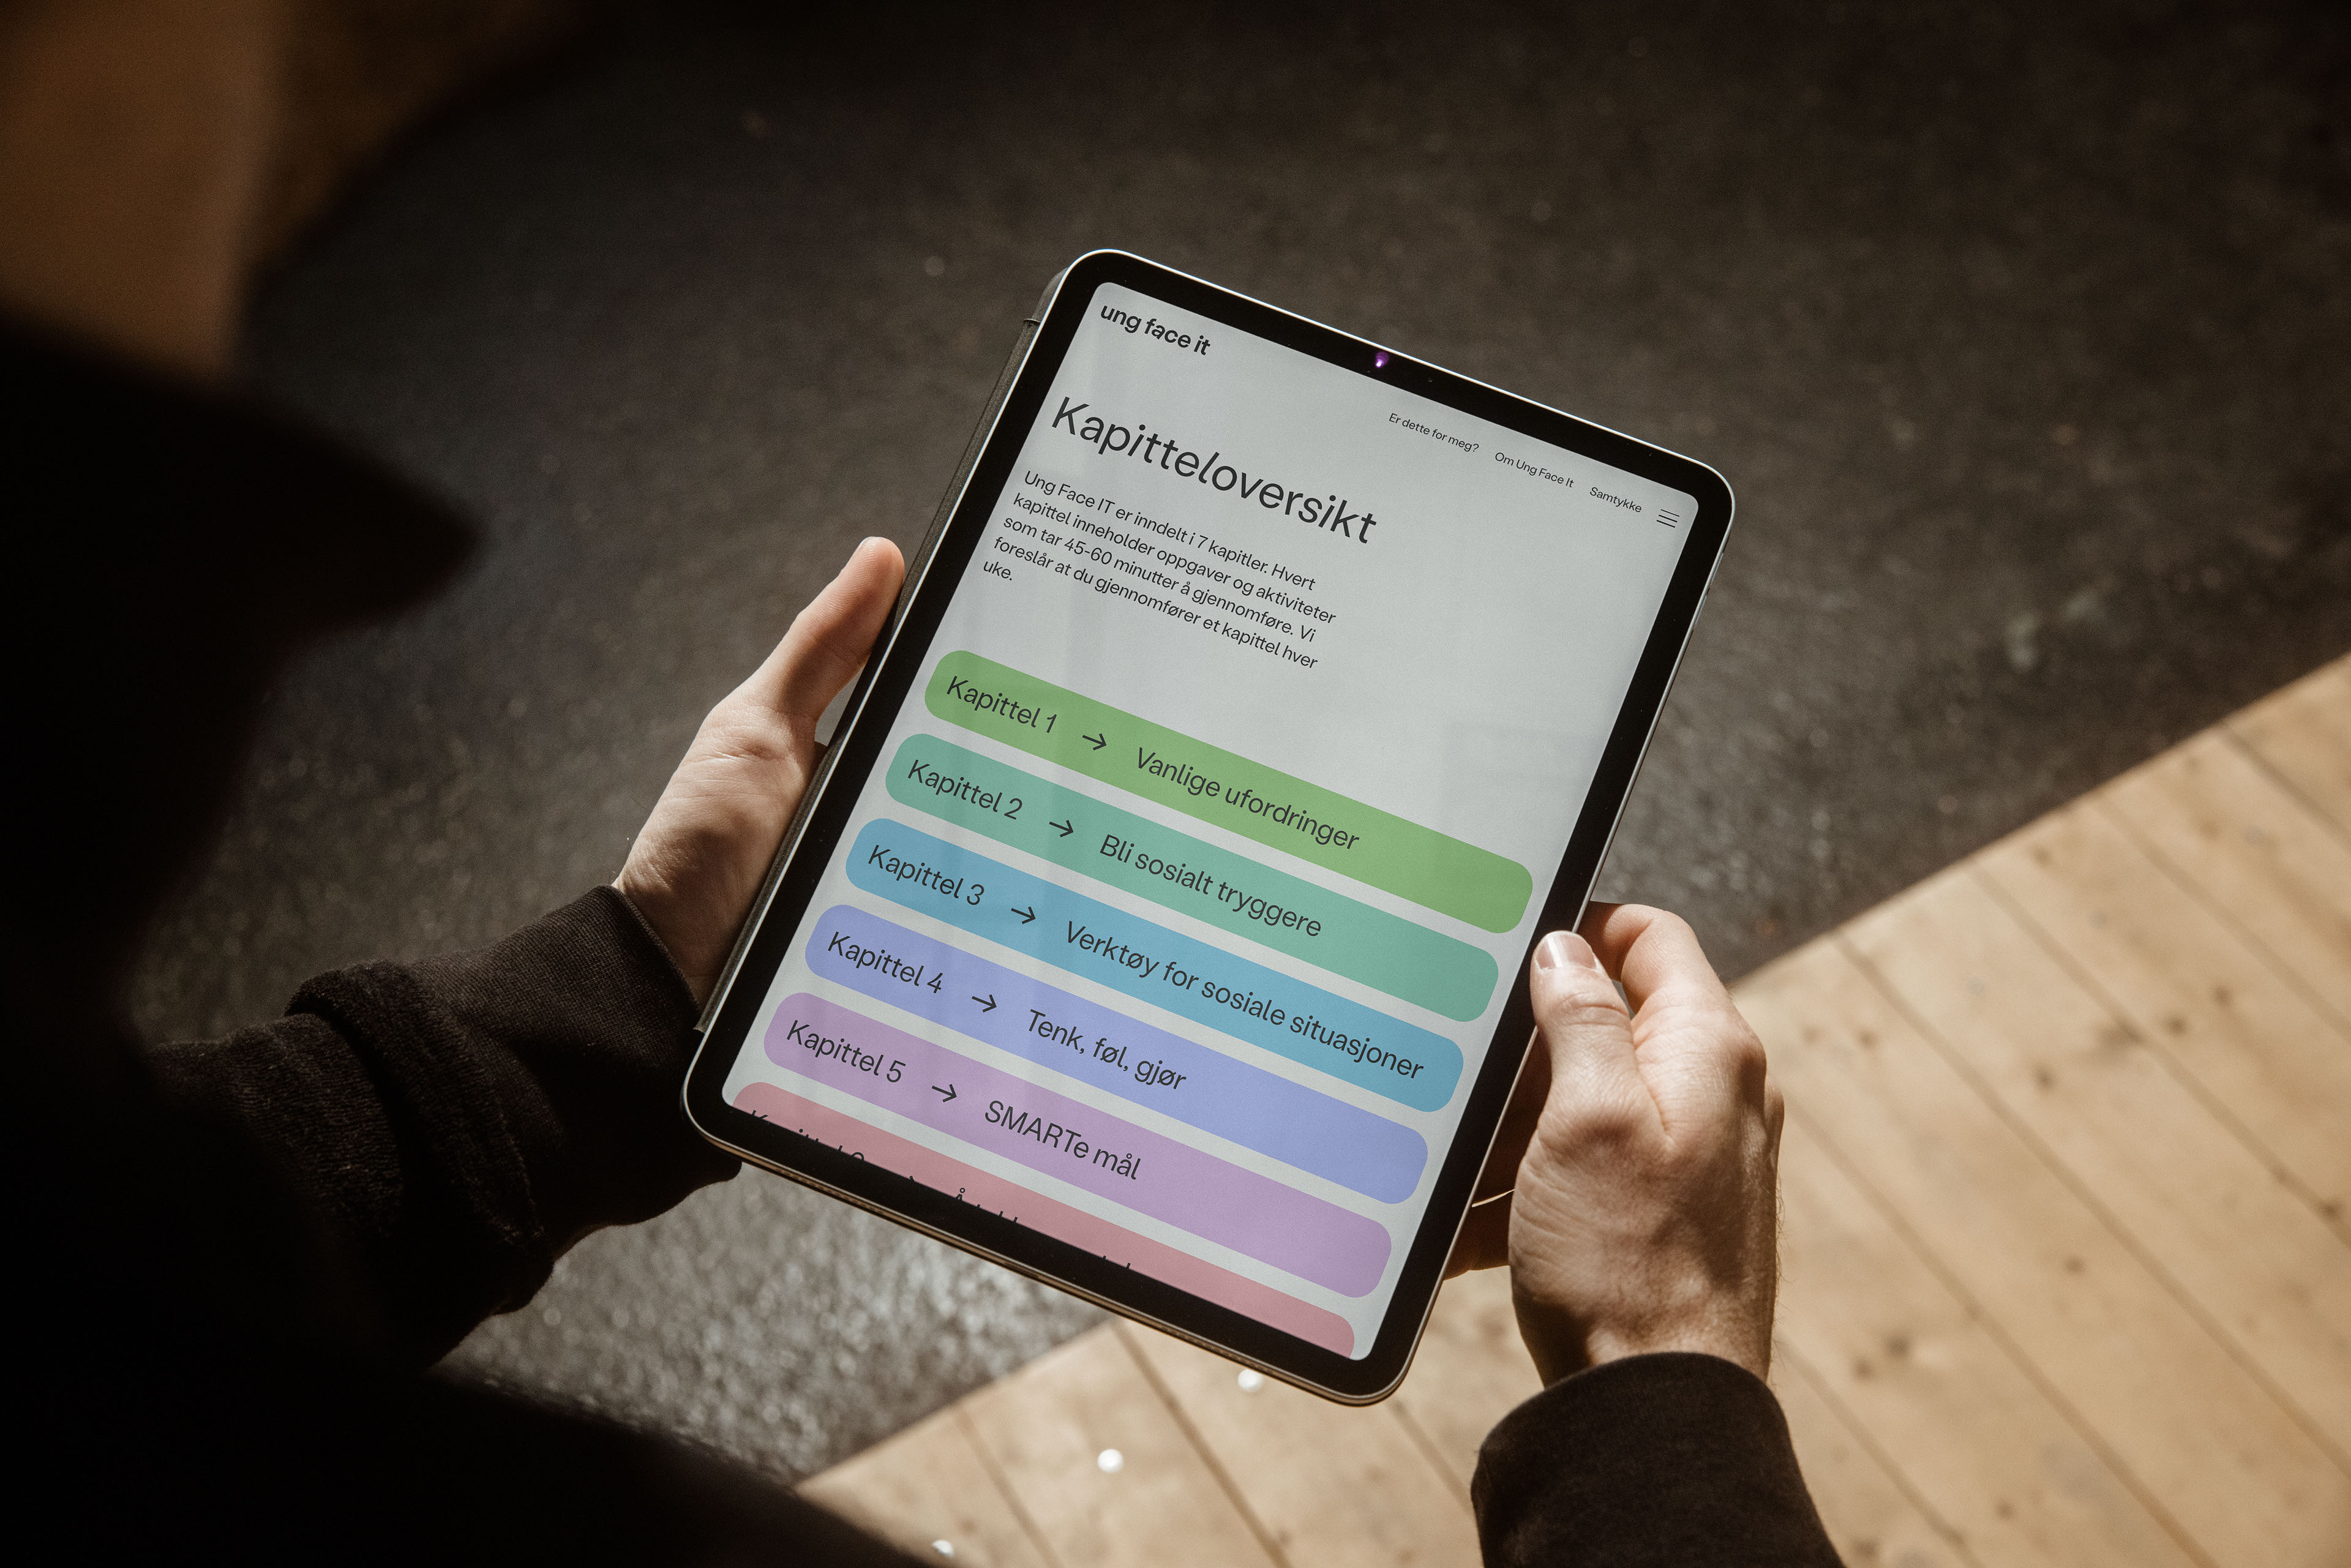 ung face it
Er dette for meg? Om Ung Face It Samtykke
Kapitteloversikt
Ung Face IT er inndelt i 7 kapitler. Hvert
kapittel inneholder oppgaver og aktiviteter
som tar 45-60 minutter å gjennomføre. Vi
foreslår at du gjennomfører et kapittel hver
uke.
Kapittel 1 → Vanlige ufordringer
Kapittel 2 → Bli sosialt tryggere
Kapittel 3 → Verktøy for sosiale situasjoner
Kapittel 4 → Tenk, føl, gjør
Kapittel 5 → SMARTe mål